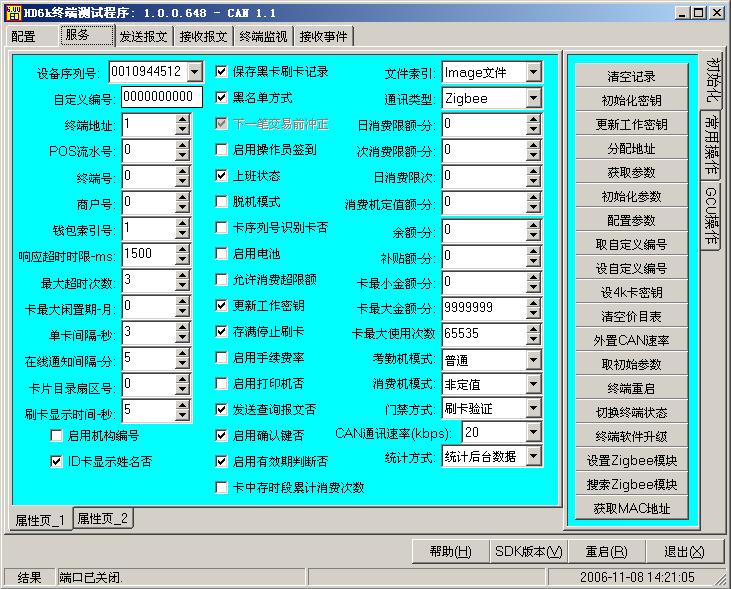 HD6k终端测试程序: 1.0.0.648 - CAN 1.1
配置 服务 发送报文 接收报文 终端监视 接收事件
设备序列号: 0010944512
自定义编号: 0000000000
终端地址: 1
POS流水号: 0
终端号: 0
商户号: 0
钱包索引号: 1
响应超时时限-ms: 1500
最大超时次数: 3
卡最大闲置期-月: 0
单卡间隔-秒: 3
在线通知间隔-分: 5
卡片目录扇区号: 0
刷卡显示时间-秒: 5
启用机构编号
ID卡显示姓名否
保存黑卡刷卡记录
黑名单方式
下一笔交易前冲正
启用操作员签到
上班状态
脱机模式
卡序列号识别卡否
启用电池
允许消费超限额
更新工作密钥
存满停止刷卡
启用手续费率
启用打印机否
发送查询报文否
启用确认键否
启用有效期判断否
卡中存时段累计消费次数
文件索引: Image文件
通讯类型: Zigbee
日消费限额-分: 0
次消费限额-分: 0
日消费限次: 0
消费机定值额-分: 0
余额-分: 0
补贴额-分: 0
卡最小金额-分: 0
卡最大金额-分: 9999999
卡最大使用次数 65535
考勤机模式: 普通
消费机模式: 非定值
门禁方式: 刷卡验证
CAN通讯速率(kbps): 20
统计方式: 统计后台数据
清空记录
初始化密钥
更新工作密钥
分配地址
获取参数
初始化参数
配置参数
取自定义编号
设自定义编号
设4k卡密钥
清空价目表
外置CAN速率
取初始参数
终端重启
切换终端状态
终端软件升级
设置Zigbee模块
搜索Zigbee模块
获取MAC地址
初始化
常用操作
GCU操作
属性页_1 属性页_2
帮助(H) SDK版本(V) 重启(R) 退出(X)
结果 端口已关闭. 2006-11-08 14:21:05